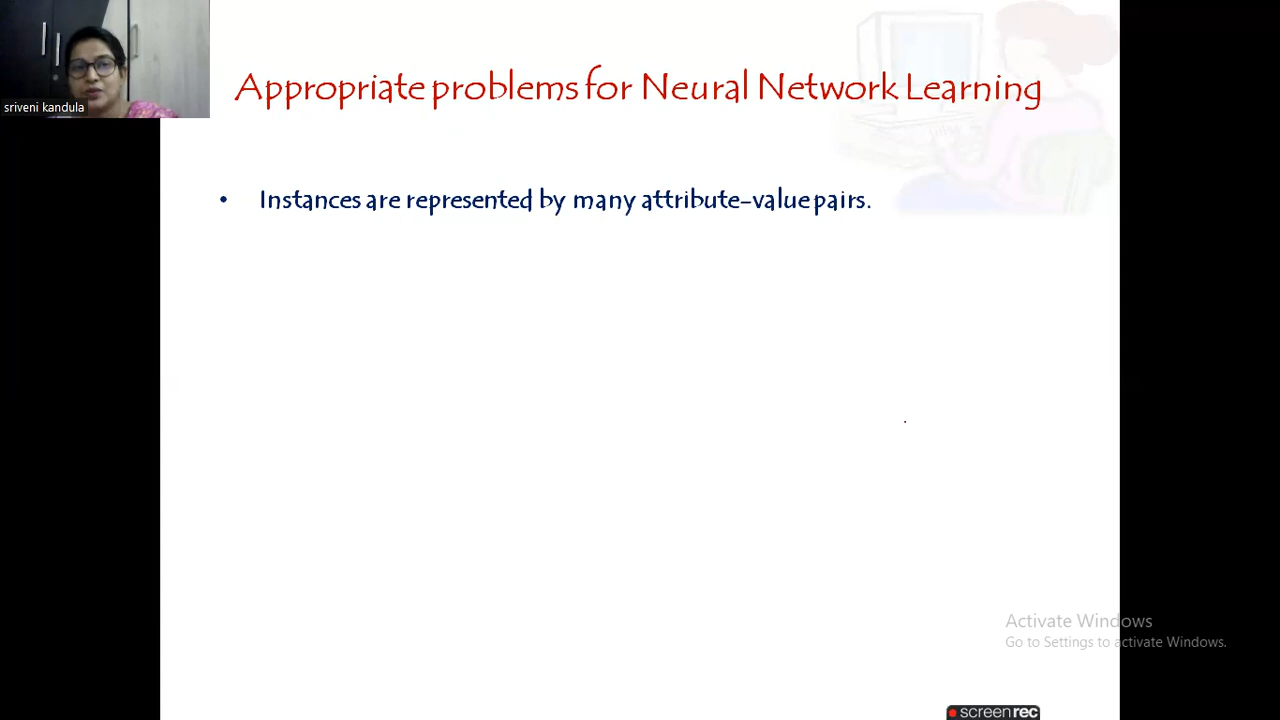 sriveni kandula
Appropriate problems for Neural Network Learning
• Instances are represented by many attribute-value pairs.
Activate Windows
Go to Settings to activate Windows.
screenrec